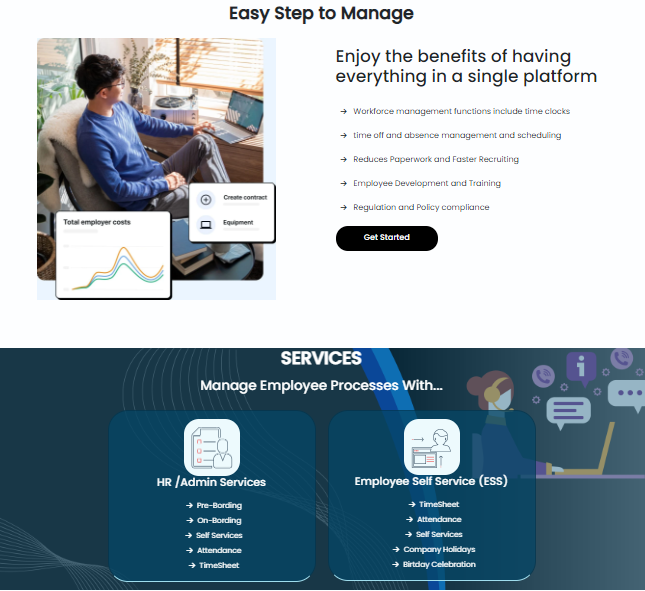 Easy Step to Manage
Enjoy the benefits of having
everything in a single platform
→ Workforce management functions include time clocks
→ time off and absence management and scheduling
→ Reduces Paperwork and Faster Recruiting
→ Employee Development and Training
→ Regulation and Policy compliance
Get Started
Create contract
Equipment
Total employer costs
SERVICES
Manage Employee Processes With...
HR /Admin Services
→ Pre-Bording
→ On-Bording
→ Self Services
→ Attendance
→ TimeSheet
Employee Self Service (ESS)
→ TimeSheet
→ Attendance
→ Self Services
→ Company Holidays
→ Birtday Celebration